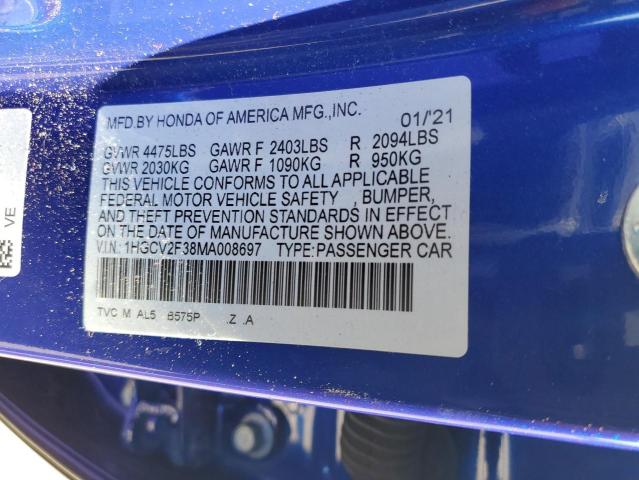 MFD.BY HONDA OF AMERICA MFG.,INC. 01/'21
GVWR 4475LBS GAWR F 2403LBS R 2094LBS
GVWR 2030KG GAWR F 1090KG R 950KG
THIS VEHICLE CONFORMS TO ALL APPLICABLE
FEDERAL MOTOR VEHICLE SAFETY , BUMPER,
AND THEFT PREVENTION STANDARDS IN EFFECT
ON THE DATE OF MANUFACTURE SHOWN ABOVE.
V.I.N.: 1HGCV2F38MA008697 TYPE:PASSENGER CAR
TVC M AL5 B575P .Z .A
VE